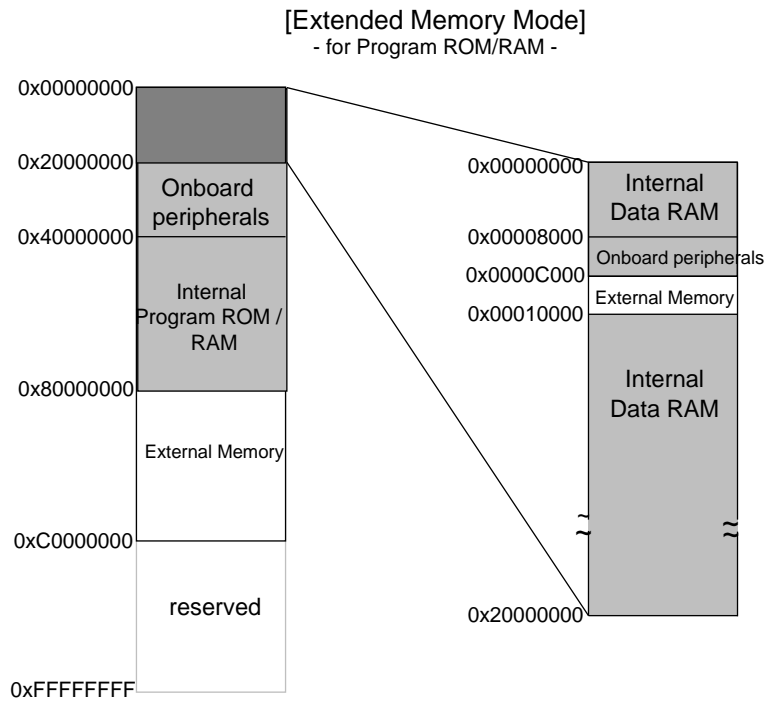 [Extended Memory Mode]
- for Program ROM/RAM -
0x00000000
0x20000000
Onboard
peripherals
0x40000000
Internal
Program ROM /
RAM
0x80000000
External Memory
0xC0000000
reserved
0xFFFFFFFF
0x00000000
Internal
Data RAM
0x00008000
Onboard peripherals
0x0000C000
External Memory
0x00010000
Internal
Data RAM
0x20000000